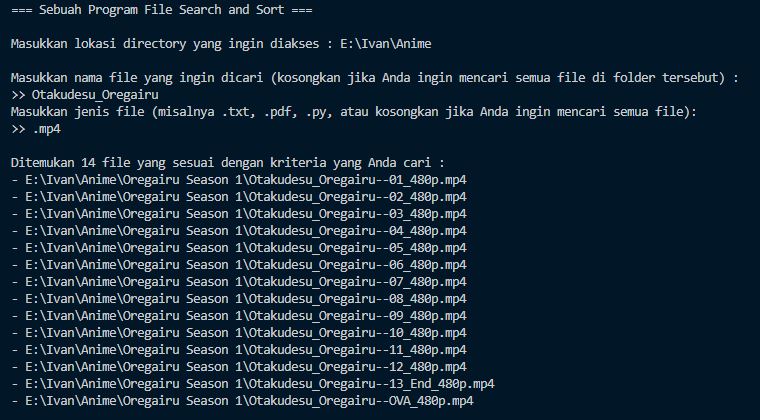 === Sebuah Program File Search and Sort ===
Masukkan lokasi directory yang ingin diakses : E:\Ivan\Anime
Masukkan nama file yang ingin dicari (kosongkan jika Anda ingin mencari semua file di folder tersebut) :
>> Otakudesu_Oregairu
Masukkan jenis file (misalnya .txt, .pdf, .py, atau kosongkan jika Anda ingin mencari semua file):
>> .mp4
Ditemukan 14 file yang sesuai dengan kriteria yang Anda cari :
- E:\Ivan\Anime\Oregairu Season 1\Otakudesu_Oregairu--01_480p.mp4
- E:\Ivan\Anime\Oregairu Season 1\Otakudesu_Oregairu--02_480p.mp4
- E:\Ivan\Anime\Oregairu Season 1\Otakudesu_Oregairu--03_480p.mp4
- E:\Ivan\Anime\Oregairu Season 1\Otakudesu_Oregairu--04_480p.mp4
- E:\Ivan\Anime\Oregairu Season 1\Otakudesu_Oregairu--05_480p.mp4
- E:\Ivan\Anime\Oregairu Season 1\Otakudesu_Oregairu--06_480p.mp4
- E:\Ivan\Anime\Oregairu Season 1\Otakudesu_Oregairu--07_480p.mp4
- E:\Ivan\Anime\Oregairu Season 1\Otakudesu_Oregairu--08_480p.mp4
- E:\Ivan\Anime\Oregairu Season 1\Otakudesu_Oregairu--09_480p.mp4
- E:\Ivan\Anime\Oregairu Season 1\Otakudesu_Oregairu--10_480p.mp4
- E:\Ivan\Anime\Oregairu Season 1\Otakudesu_Oregairu--11_480p.mp4
- E:\Ivan\Anime\Oregairu Season 1\Otakudesu_Oregairu--12_480p.mp4
- E:\Ivan\Anime\Oregairu Season 1\Otakudesu_Oregairu--13_End_480p.mp4
- E:\Ivan\Anime\Oregairu Season 1\Otakudesu_Oregairu--OVA_480p.mp4